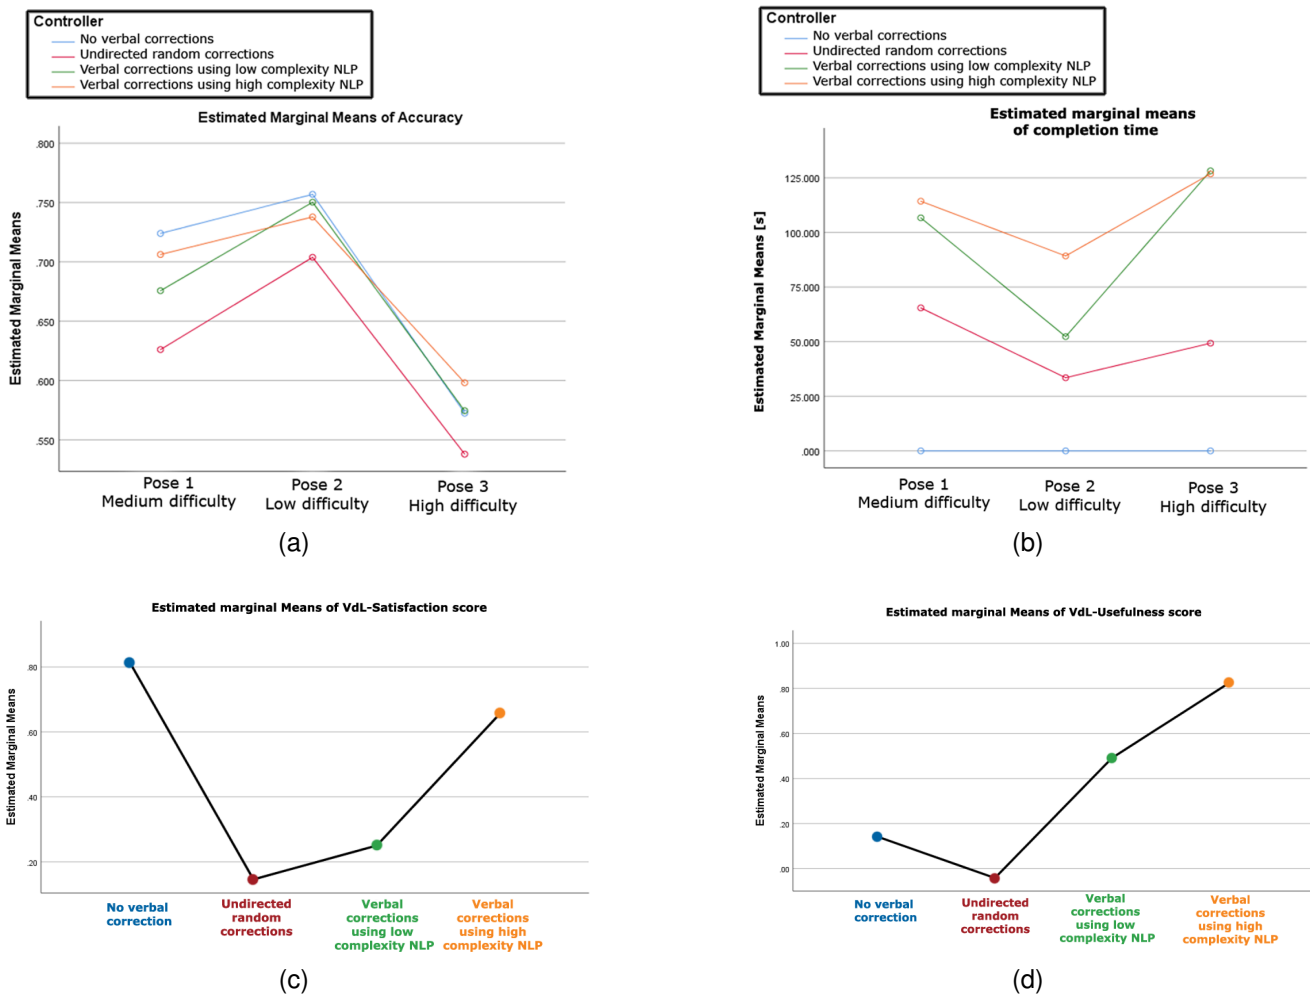 Controller
No verbal corrections
Undirected random corrections
Verbal corrections using low complexity NLP
Verbal corrections using high complexity NLP
Estimated Marginal Means of Accuracy
Estimated Marginal Means
.800
.750
.700
.650
.600
.550
Pose 1
Medium difficulty
Pose 2
Low difficulty
Pose 3
High difficulty
(a)
Controller
No verbal corrections
Undirected random corrections
Verbal corrections using low complexity NLP
Verbal corrections using high complexity NLP
Estimated marginal means
of completion time
Estimated Marginal Means [s]
125.000
100.000
75.000
50.000
25.000
.000
Pose 1
Medium difficulty
Pose 2
Low difficulty
Pose 3
High difficulty
(b)
Estimated marginal Means of VdL-Satisfaction score
Estimated Marginal Means
.80
.60
.40
.20
No verbal
correction
Undirected
random
corrections
Verbal
corrections
using low
complexity NLP
Verbal
corrections
using high
complexity NLP
(c)
Estimated marginal Means of VdL-Usefulness score
Estimated Marginal Means
1.00
.80
.60
.40
.20
.00
No verbal
correction
Undirected
random
corrections
Verbal
corrections
using low
complexity NLP
Verbal
corrections
using high
complexity NLP
(d)